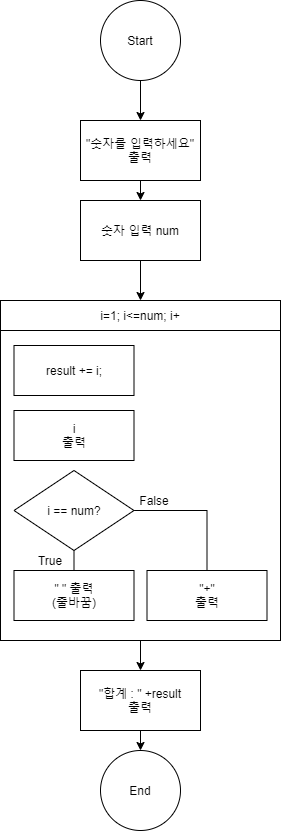 Start
"숫자를 입력하세요"
출력
숫자 입력 num
i=1; i<=num; i+
result += i;
i
출력
i == num?
False
True
" " 출력
(줄바꿈)
"+"
출력
"합계 : " +result
출력
End